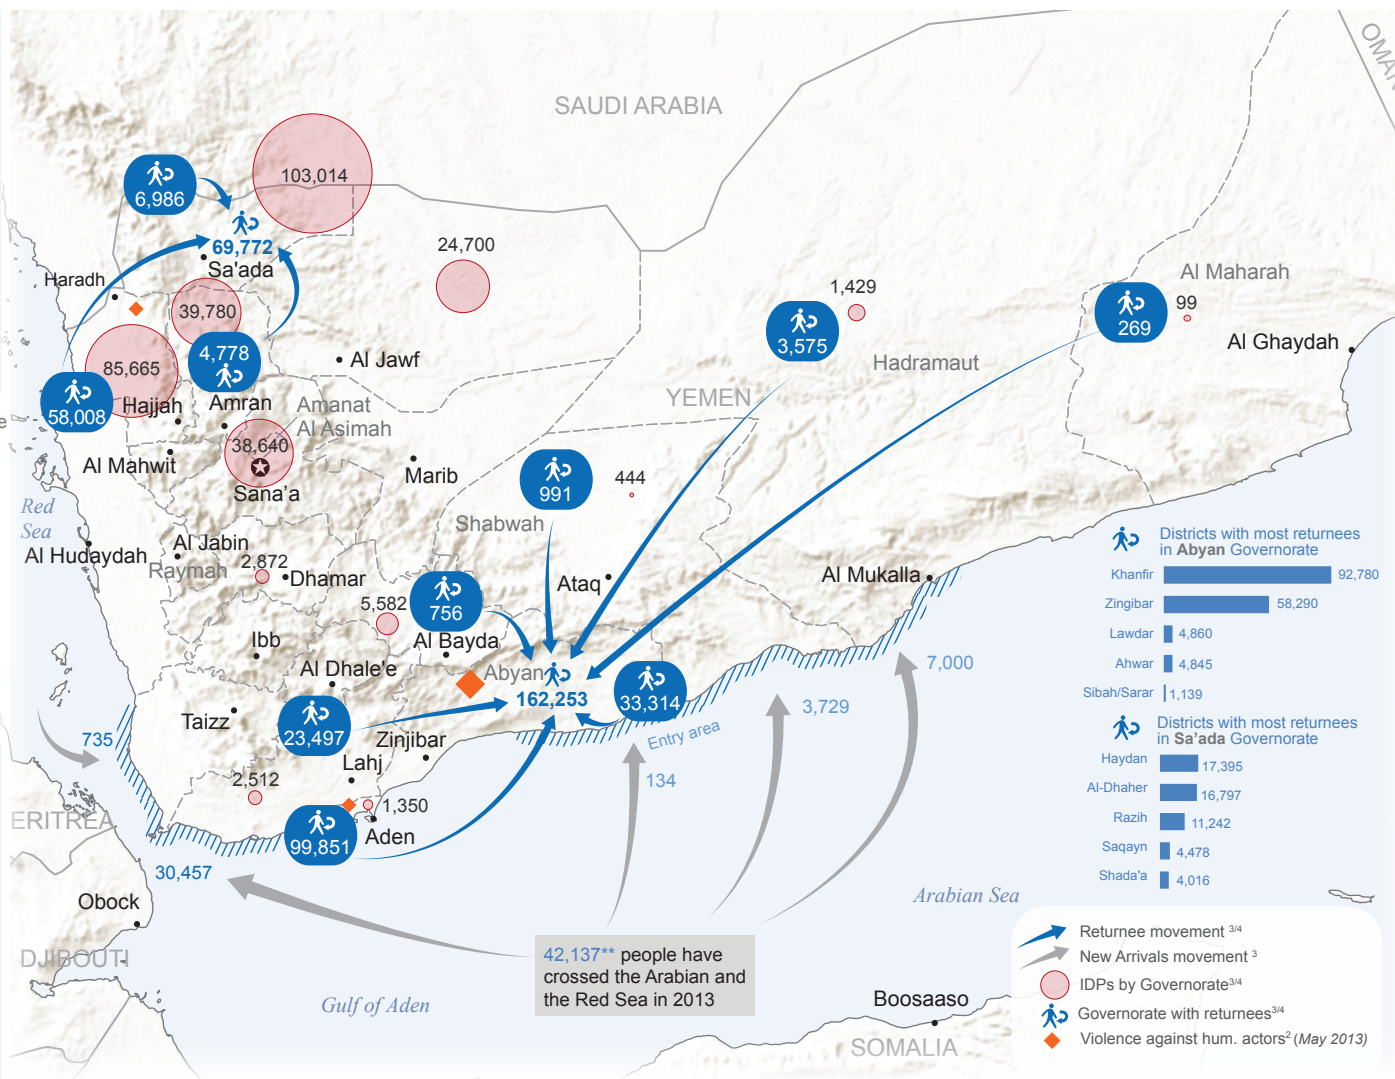 OMAN
SAUDI ARABIA
103,014
6,986
69,772
Sa'ada
24,700
Haradh
39,780
1,429
Al Maharah
99
269
3,575
Al Ghaydah
4,778
Al Jawf
85,665
Hadramaut
58,008
Hajjah
Amran
Amanat
Al Asimah
YEMEN
e
38,640
Al Mahwit
Sana'a
Marib
991
444
Red
Sea
Shabwah
Al Hudaydah
Al Jabin
Raymah
2,872
Dhamar
Ataq
Al Mukalla
5,582
756
Ibb
Al Bayda
Al Dhale'e
Abyan
162,253
33,314
7,000
Taizz
23,497
3,729
735
Zinjibar
Entry area
Lahj
134
2,512
1,350
Aden
99,851
ERITREA
30,457
Obock
DJIBOUTI
Arabian Sea
Gulf of Aden
42,137** people have
crossed the Arabian and
the Red Sea in 2013
Boosaaso
SOMALIA
Districts with most returnees
in Abyan Governorate
Khanfir 92,780
Zingibar 58,290
Lawdar 4,860
Ahwar 4,845
Sibah/Sarar 1,139
Districts with most returnees
in Sa'ada Governorate
Haydan 17,395
Al-Dhaher 16,797
Razih 11,242
Saqayn 4,478
Shada'a 4,016
Returnee movement 3/4
New Arrivals movement 3
IDPs by Governorate3/4
Governorate with returnees3/4
Violence against hum. actors2 (May 2013)